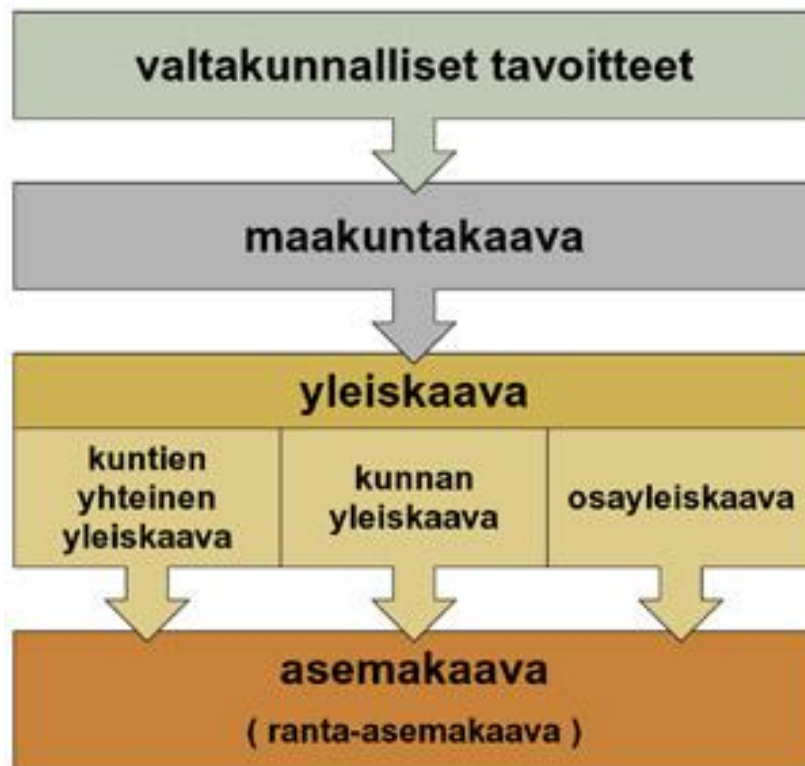 valtakunnalliset tavoitteet
maakuntakaava
yleiskaava
kuntien
yhteinen
yleiskaava
kunnan
yleiskaava
osayleiskaava
asemakaava
( ranta-asemakaava )